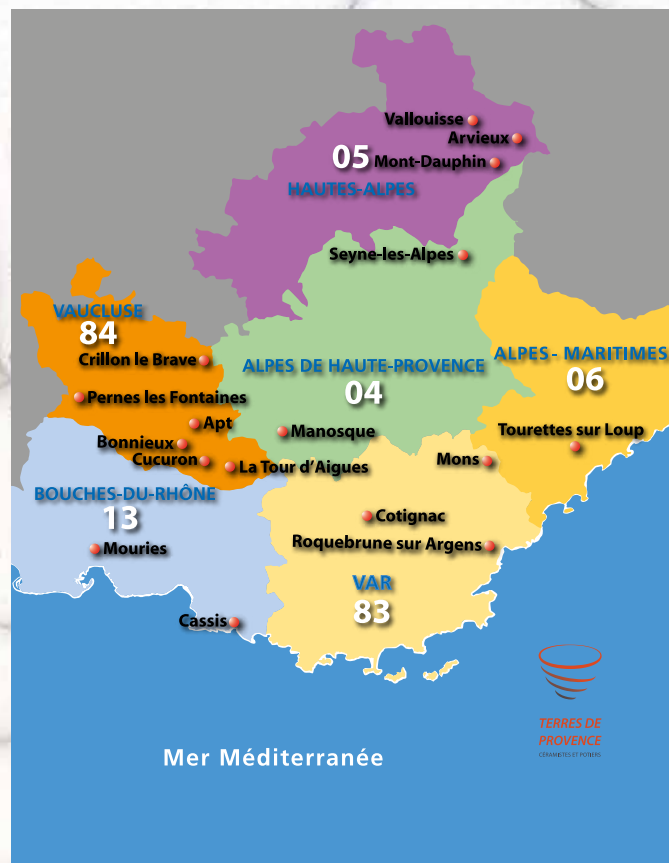 Vallouisse
Arvieux
05
Mont-Dauphin
HAUTES-ALPES
Seyne-les-Alpes
VAUCLUSE
84
Crillon le Brave
ALPES DE HAUTE-PROVENCE
04
ALPES - MARITIMES
06
Pernes les Fontaines
Apt
Bonnieux
Cucuron
La Tour d'Aigues
Manosque
Tourettes sur Loup
Mons
BOUCHES-DU-RHÔNE
13
Mouries
Cotignac
Roquebrune sur Argens
VAR
83
Cassis
Mer Méditerranée
TERRES DE
PROVENCE
CÉRAMISTES ET POTIERS